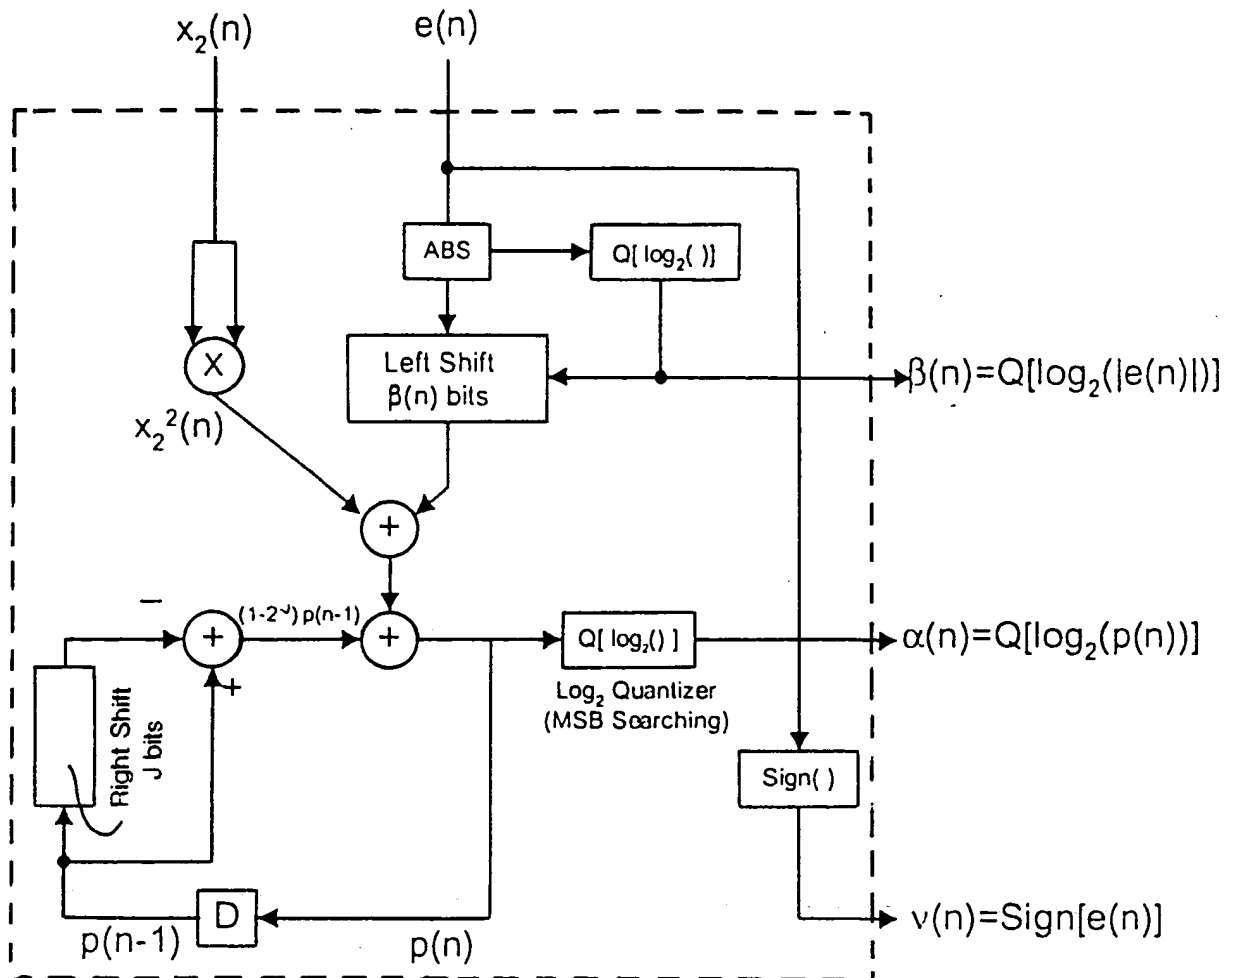 x₂(n)
e(n)
ABS
Q[log₂( )]
Left Shift
β(n) bits
X
β(n)=Q[log₂(|e(n)|)]
x₂²(n)
+
−
+
(1-2⁻ᴶ) p(n-1)
+
Q[log₂() ]
α(n)=Q[log₂(p(n))]
+
Log₂ Quantizer
(MSB Searching)
Right Shift
J bits
Sign( )
D
p(n-1)
p(n)
ν(n)=Sign[e(n)]